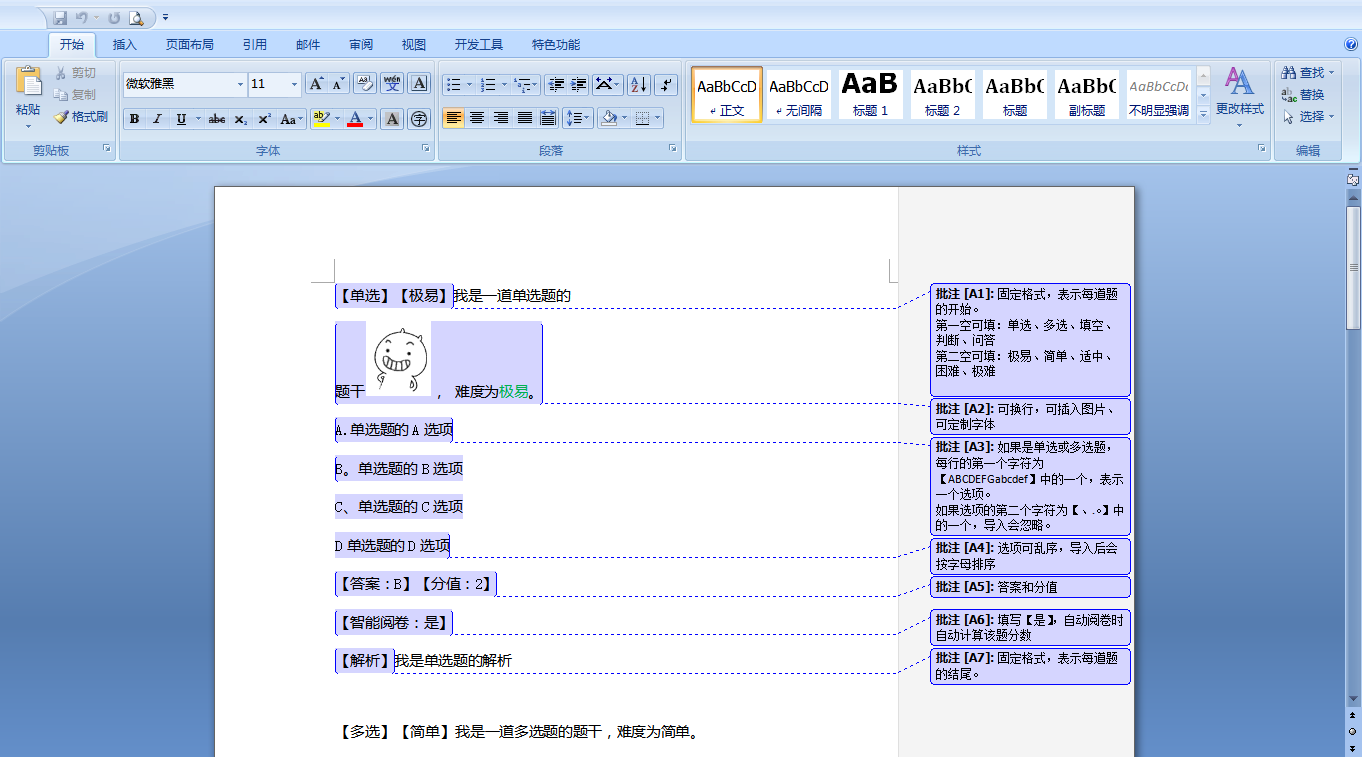 开始 插入 页面布局 引用 邮件 审阅 视图 开发工具 特色功能
粘贴
剪切
复制
格式刷
剪贴板
微软雅黑 11
B I U abc x₂ x² Aa
字体
段落
AaBbCcD AaBbCcD AaB AaBbC AaBbC AaBbC AaBbCcD
正文 无间隔 标题 1 标题 2 标题 副标题 不明显强调
更改样式
样式
查找
替换
选择
编辑
【单选】【极易】我是一道单选题的
题干 ， 难度为极易。
A.单选题的 A 选项
B。单选题的 B 选项
C、单选题的 C 选项
D 单选题的 D 选项
【答案：B】【分值：2】
【智能阅卷：是】
【解析】我是单选题的解析
【多选】【简单】我是一道多选题的题干，难度为简单。
批注 [A1]: 固定格式，表示每道题
的开始。
第一空可填：单选、多选、填空、
判断、问答
第二空可填：极易、简单、适中、
困难、极难
批注 [A2]: 可换行，可插入图片、
可定制字体
批注 [A3]: 如果是单选或多选题，
每行的第一个字符为
【ABCDEFGabcdef】中的一个，表示
一个选项。
如果选项的第二个字符为【 、.。】中
的一个，导入会忽略。
批注 [A4]: 选项可乱序，导入后会
按字母排序
批注 [A5]: 答案和分值
批注 [A6]: 填写【是】，自动阅卷时
自动计算该题分数
批注 [A7]: 固定格式，表示每道题
的结尾。